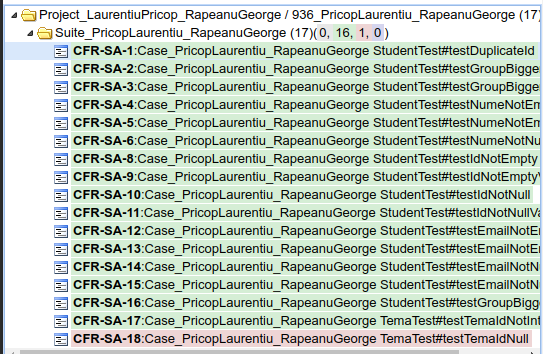 Project_LaurentiuPricop_RapeanuGeorge / 936_PricopLaurentiu_RapeanuGeorge (17)
Suite_PricopLaurentiu_RapeanuGeorge (17)(0, 16, 1, 0)
CFR-SA-1:Case_PricopLaurentiu_RapeanuGeorge StudentTest#testDuplicateId
CFR-SA-2:Case_PricopLaurentiu_RapeanuGeorge StudentTest#testGroupBigge
CFR-SA-3:Case_PricopLaurentiu_RapeanuGeorge StudentTest#testGroupBigge
CFR-SA-4:Case_PricopLaurentiu_RapeanuGeorge StudentTest#testNumeNotEm
CFR-SA-5:Case_PricopLaurentiu_RapeanuGeorge StudentTest#testNumeNotEm
CFR-SA-6:Case_PricopLaurentiu_RapeanuGeorge StudentTest#testNumeNotNu
CFR-SA-8:Case_PricopLaurentiu_RapeanuGeorge StudentTest#testIdNotEmpty
CFR-SA-9:Case_PricopLaurentiu_RapeanuGeorge StudentTest#testIdNotEmptyV
CFR-SA-10:Case_PricopLaurentiu_RapeanuGeorge StudentTest#testIdNotNull
CFR-SA-11:Case_PricopLaurentiu_RapeanuGeorge StudentTest#testIdNotNullVa
CFR-SA-12:Case_PricopLaurentiu_RapeanuGeorge StudentTest#testEmailNotEn
CFR-SA-13:Case_PricopLaurentiu_RapeanuGeorge StudentTest#testEmailNotEn
CFR-SA-14:Case_PricopLaurentiu_RapeanuGeorge StudentTest#testEmailNotN
CFR-SA-15:Case_PricopLaurentiu_RapeanuGeorge StudentTest#testEmailNotN
CFR-SA-16:Case_PricopLaurentiu_RapeanuGeorge StudentTest#testGroupBigg
CFR-SA-17:Case_PricopLaurentiu_RapeanuGeorge TemaTest#testTemaIdNotInt
CFR-SA-18:Case_PricopLaurentiu_RapeanuGeorge TemaTest#testTemaIdNull